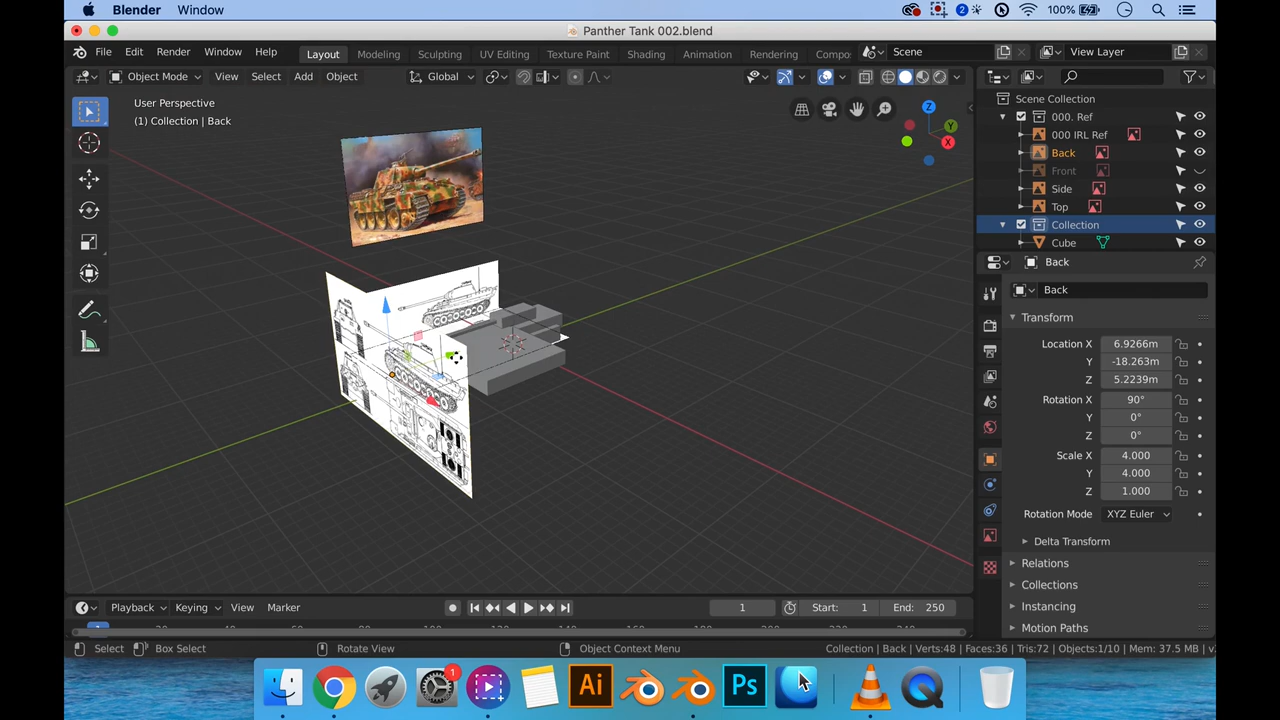 Blender Window 2 100%
Panther Tank 002.blend
File Edit Render Window Help Layout Modeling Sculpting UV Editing Texture Paint Shading Animation Rendering Compo Scene View Layer
Object Mode View Select Add Object Global
User Perspective
(1) Collection | Back
Z
Y
X
Scene Collection
000. Ref
000 IRL Ref
Back
Front
Side
Top
Collection
Cube
Back
Back
Transform
Location X 6.9266m
Y -18.263m
Z 5.2239m
Rotation X 90°
Y 0°
Z 0°
Scale X 4.000
Y 4.000
Z 1.000
Rotation Mode XYZ Euler
Delta Transform
Relations
Collections
Instancing
Motion Paths
Playback Keying View Marker 1 Start: 1 End: 250
Select Box Select Rotate View Object Context Menu Collection | Back | Verts:48 | Faces:36 | Tris:72 | Objects:1/10 | Mem: 37.5 MB | v
1
Ai Ps